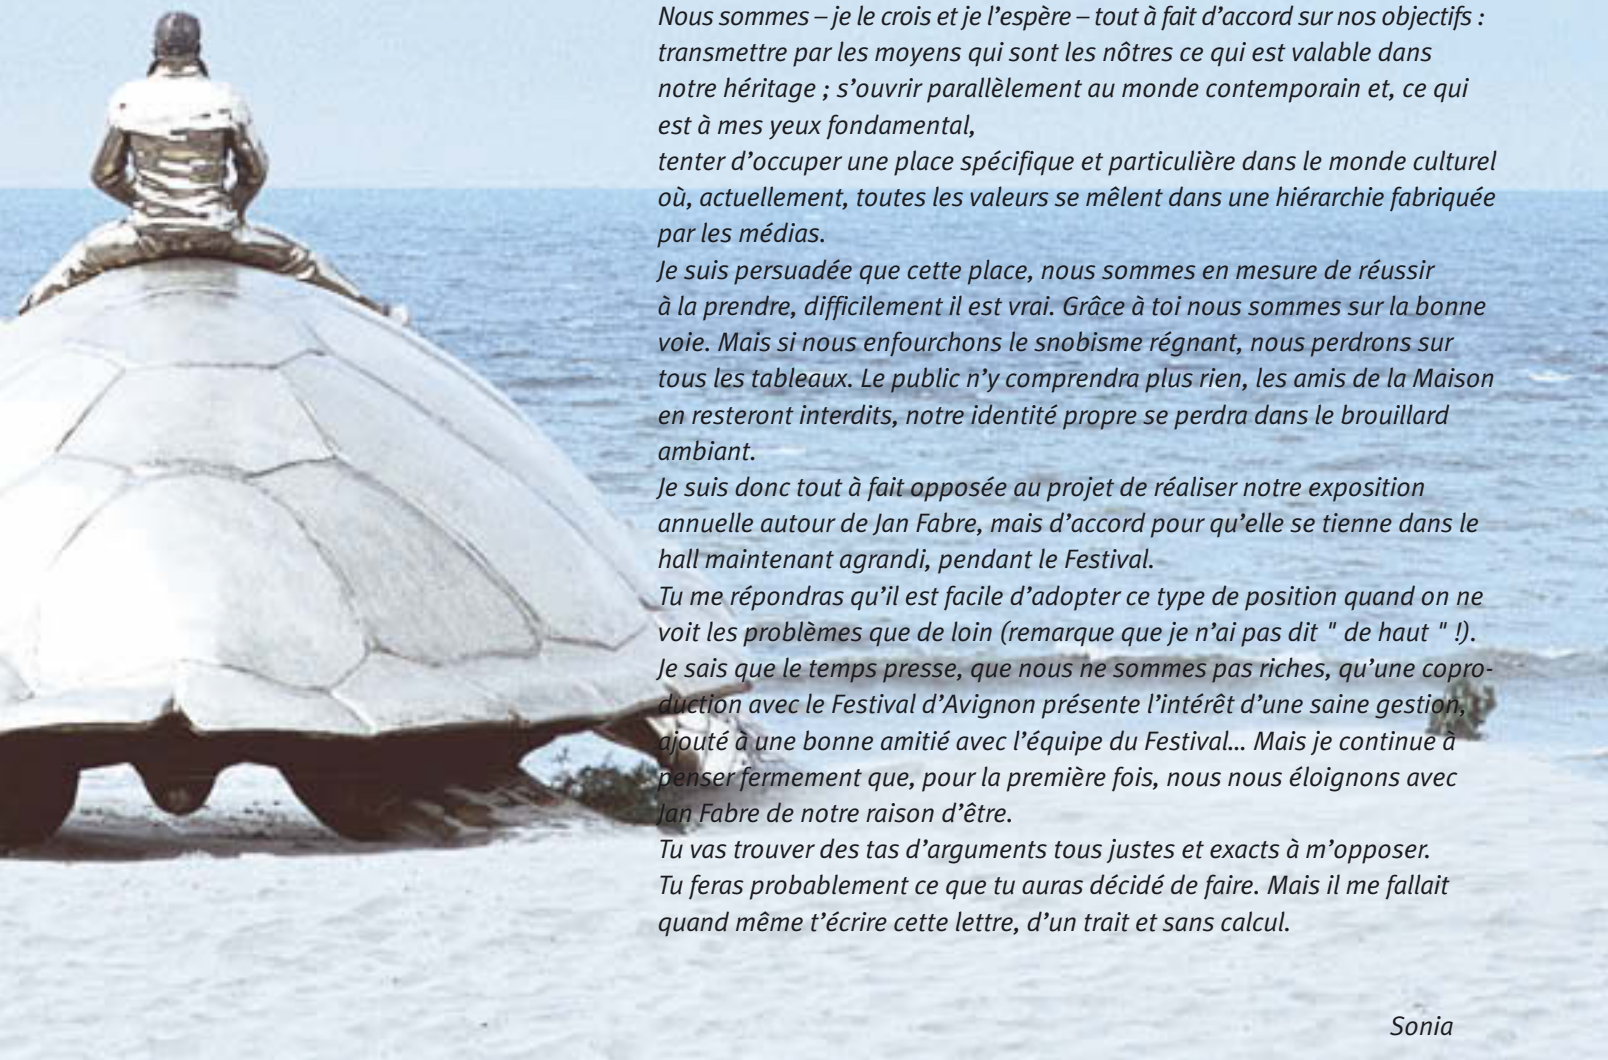 Nous sommes – je le crois et je l’espère – tout à fait d’accord sur nos objectifs :
transmettre par les moyens qui sont les nôtres ce qui est valable dans
notre héritage ; s’ouvrir parallèlement au monde contemporain et, ce qui
est à mes yeux fondamental,
tenter d’occuper une place spécifique et particulière dans le monde culturel
où, actuellement, toutes les valeurs se mêlent dans une hiérarchie fabriquée
par les médias.
Je suis persuadée que cette place, nous sommes en mesure de réussir
à la prendre, difficilement il est vrai. Grâce à toi nous sommes sur la bonne
voie. Mais si nous enfourchons le snobisme régnant, nous perdrons sur
tous les tableaux. Le public n’y comprendra plus rien, les amis de la Maison
en resteront interdits, notre identité propre se perdra dans le brouillard
ambiant.
Je suis donc tout à fait opposée au projet de réaliser notre exposition
annuelle autour de Jan Fabre, mais d’accord pour qu’elle se tienne dans le
hall maintenant agrandi, pendant le Festival.
Tu me répondras qu’il est facile d’adopter ce type de position quand on ne
voit les problèmes que de loin (remarque que je n’ai pas dit " de haut " !).
Je sais que le temps presse, que nous ne sommes pas riches, qu’une copro-
duction avec le Festival d’Avignon présente l’intérêt d’une saine gestion,
ajouté à une bonne amitié avec l’équipe du Festival... Mais je continue à
penser fermement que, pour la première fois, nous nous éloignons avec
Jan Fabre de notre raison d’être.
Tu vas trouver des tas d’arguments tous justes et exacts à m’opposer.
Tu feras probablement ce que tu auras décidé de faire. Mais il me fallait
quand même t’écrire cette lettre, d’un trait et sans calcul.
Sonia